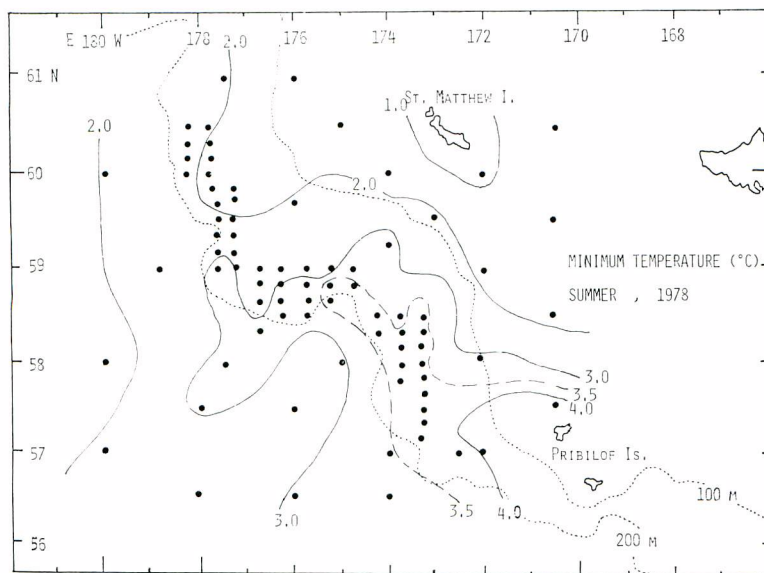 E 180 W 178 176 174 172 170 168
2.0
61 N
1.0
ST. MATTHEW I.
2.0
60
2.0
59
MINIMUM TEMPERATURE (°C)
SUMMER , 1978
58
3.0
3.5
4.0
57
PRIBILOF IS.
3.0
3.5
4.0
100 M
56
200 M